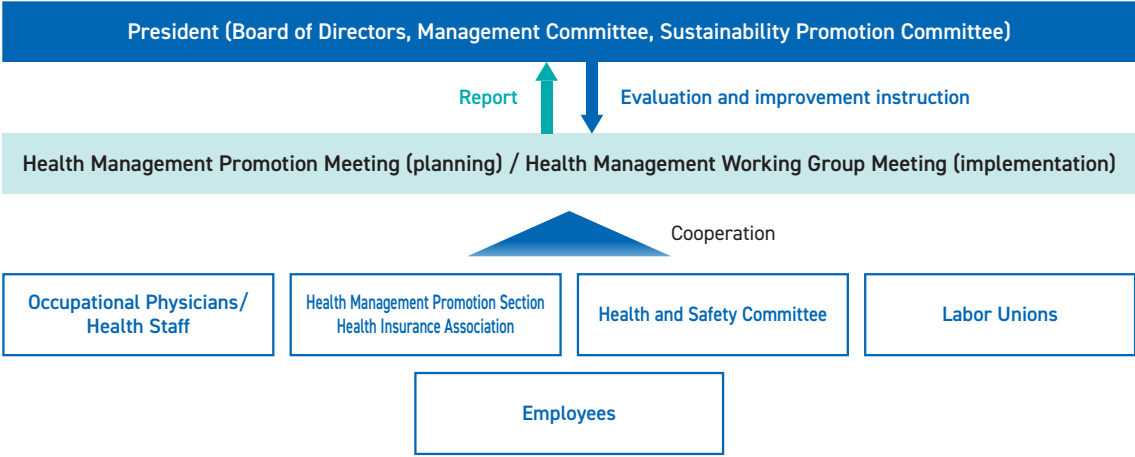 President (Board of Directors, Management Committee, Sustainability Promotion Committee)
Report
Evaluation and improvement instruction
Health Management Promotion Meeting (planning) / Health Management Working Group Meeting (implementation)
Cooperation
Occupational Physicians/
Health Staff
Health Management Promotion Section
Health Insurance Association
Health and Safety Committee
Labor Unions
Employees